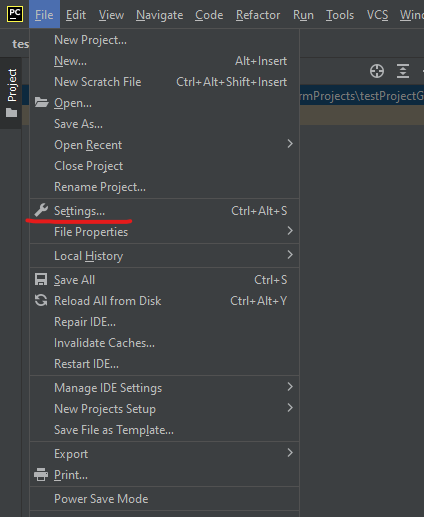 PC File Edit View Navigate Code Refactor Run Tools VCS Window
tes
Project
rmProjects\testProjectG
New Project...
New... Alt+Insert
New Scratch File Ctrl+Alt+Shift+Insert
Open...
Save As...
Open Recent
Close Project
Rename Project...
Settings... Ctrl+Alt+S
File Properties
Local History
Save All Ctrl+S
Reload All from Disk Ctrl+Alt+Y
Repair IDE...
Invalidate Caches...
Restart IDE...
Manage IDE Settings
New Projects Setup
Save File as Template...
Export
Print...
Power Save Mode